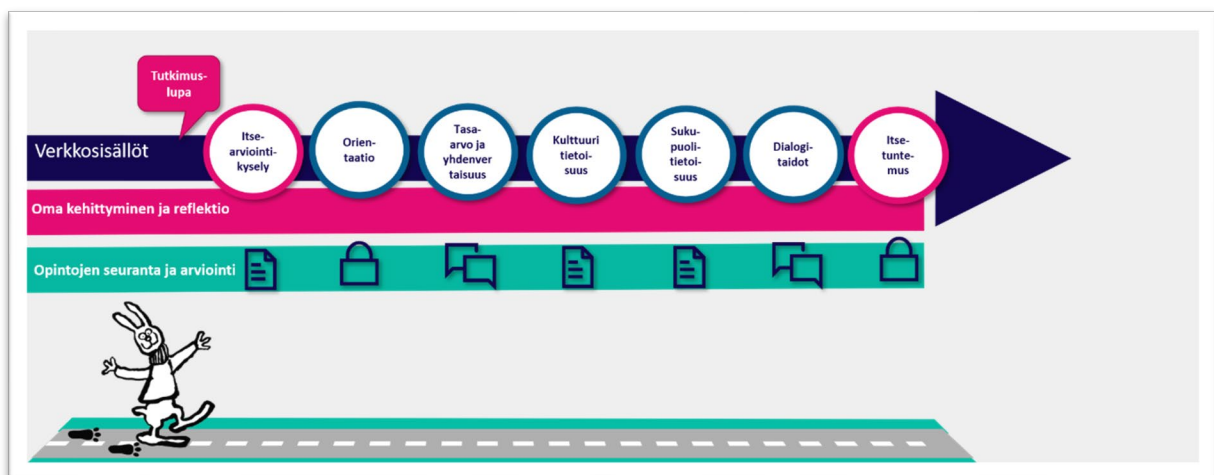 Tutkimus-
lupa
Verkkosisällöt
Itse-
arviointi-
kysely
Orien-
taatio
Tasa-
arvo ja
yhdenver
taisuus
Kulttuuri
tietoi-
suus
Suku-
puoli-
tietoi-
suus
Dialogi-
taidot
Itse-
tunte-
mus
Oma kehittyminen ja reflektio
Opintojen seuranta ja arviointi